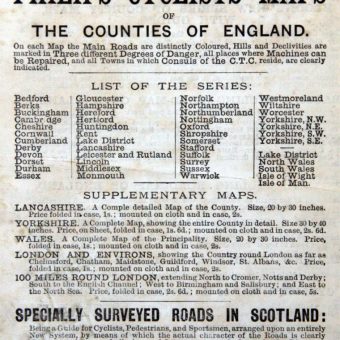 PHILIPS' CYCLISTS' MAPS
OF
THE COUNTIES OF ENGLAND.
On each Map the Main Roads are distinctly Coloured, Hills and Declivities are
marked in Three different Degrees of Danger, all places where Machines can
be Repaired, and all Towns in which Consuls of the C.T.C. reside, are clearly
indicated.
LIST OF THE SERIES:
Bedford Gloucester Norfolk Westmoreland
Berks Hampshire Northampton Wiltshire
Buckingham Hereford Northumberland Worcester
Cambridge Hertford Nottingham Yorkshire, N.W.
Cheshire Huntingdon Oxford Yorkshire, N.E.
Cornwall Kent Shropshire Yorkshire, S.W.
Cumberland Lake District Somerset Yorkshire, S.E.
Derby Lancashire Stafford —
Devon Leicester and Rutland Suffolk Lake District
Dorset Lincoln Surrey North Wales
Durham Middlesex Sussex South Wales
Essex Monmouth Warwick Isle of Wight
Isle of Man.
SUPPLEMENTARY MAPS.
LANCASHIRE. A Comple detailed Map of the County. Size, 20 by 30 inches.
Price folded in case, 1s.; mounted on cloth and in case, 2s.
YORKSHIRE. A Complete Map, showing the entire County in detail. Size 30 by 40
inches. Price, on Sheet, folded in case, 1s. 6d.; mounted on cloth and in case, 2s. 6d.
WALES. A Complete Map of the Principality. Size, 20 by 30 inches. Price,
folded in case, 1s.; mounted on cloth and in case, 2s.
LONDON AND ENVIRONS, showing the Country round London as far as
Chelmsford, Chatham, Maidstone, Guildford, Windsor, St. Albans, &c. Price,
folded in case, 1s.; mounted on cloth and in case, 2s.
100 MILES ROUND LONDON, extending North to Cromer, Notts and Derby;
South to the English Channel; West to Birmingham and Salisbury; and East to
the North Sea. Price, folded in case, 2s. 6d.; mounted on cloth and in case, 5s.
SPECIALLY SURVEYED ROADS IN SCOTLAND:
Being a Guide for Cyclists, Pedestrians, and Sportsmen, arranged upon an entirely
New System, by means of which the actual character of the Roads is clearly